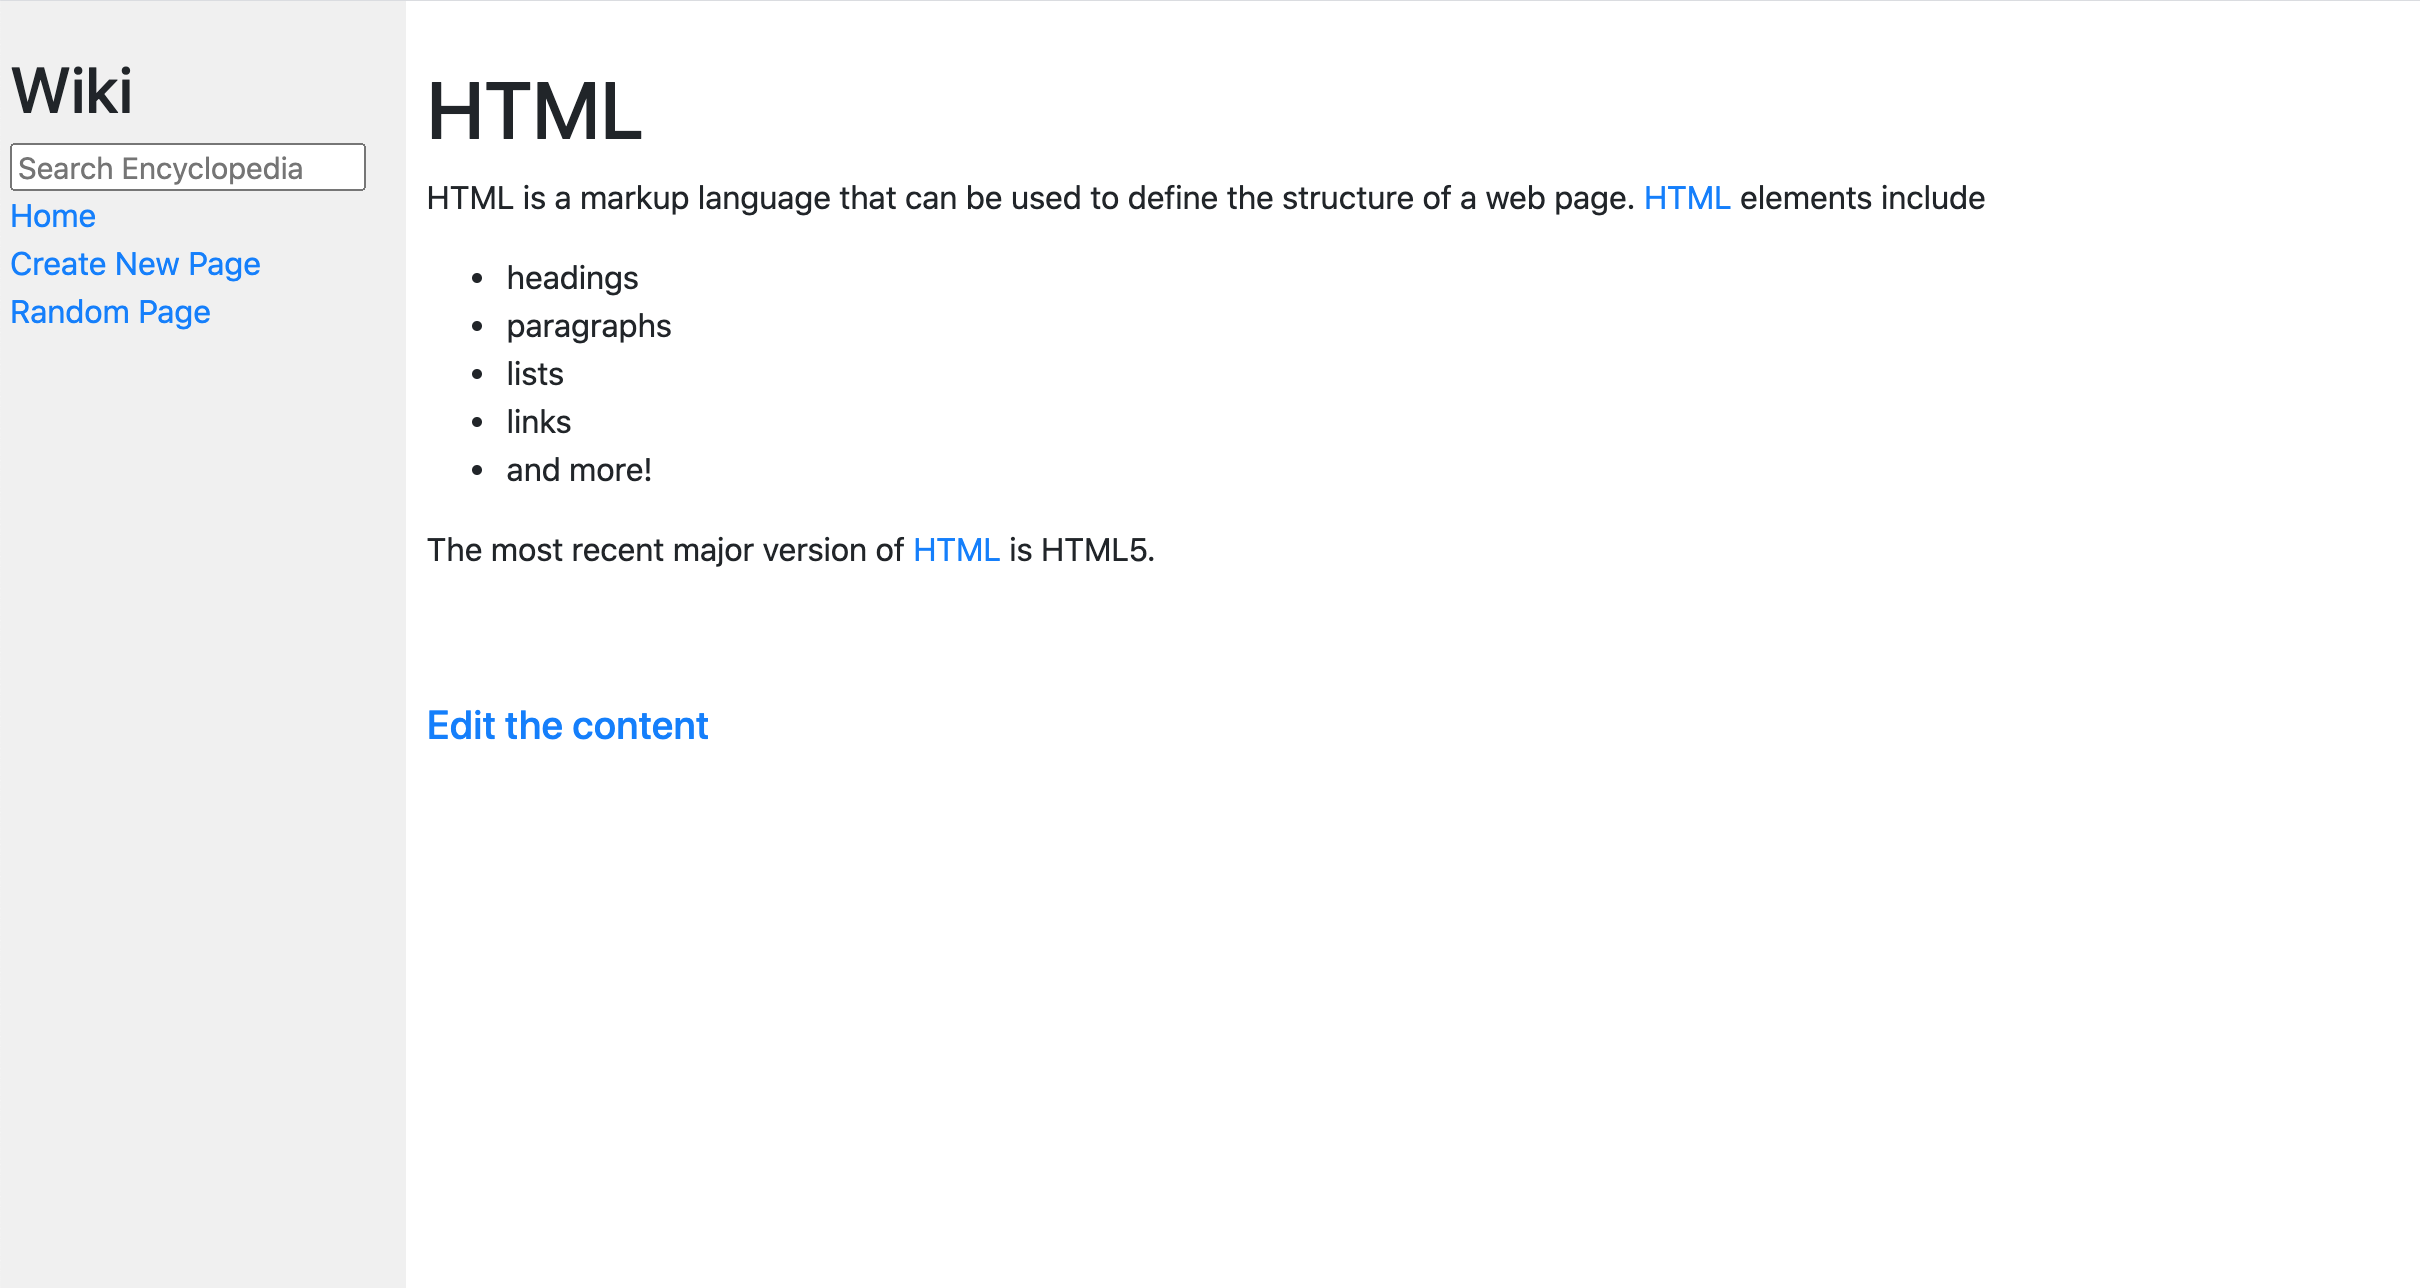 Wiki
Search Encyclopedia
Home
Create New Page
Random Page
HTML
HTML is a markup language that can be used to define the structure of a web page. HTML elements include
• headings
• paragraphs
• lists
• links
• and more!
The most recent major version of HTML is HTML5.
Edit the content